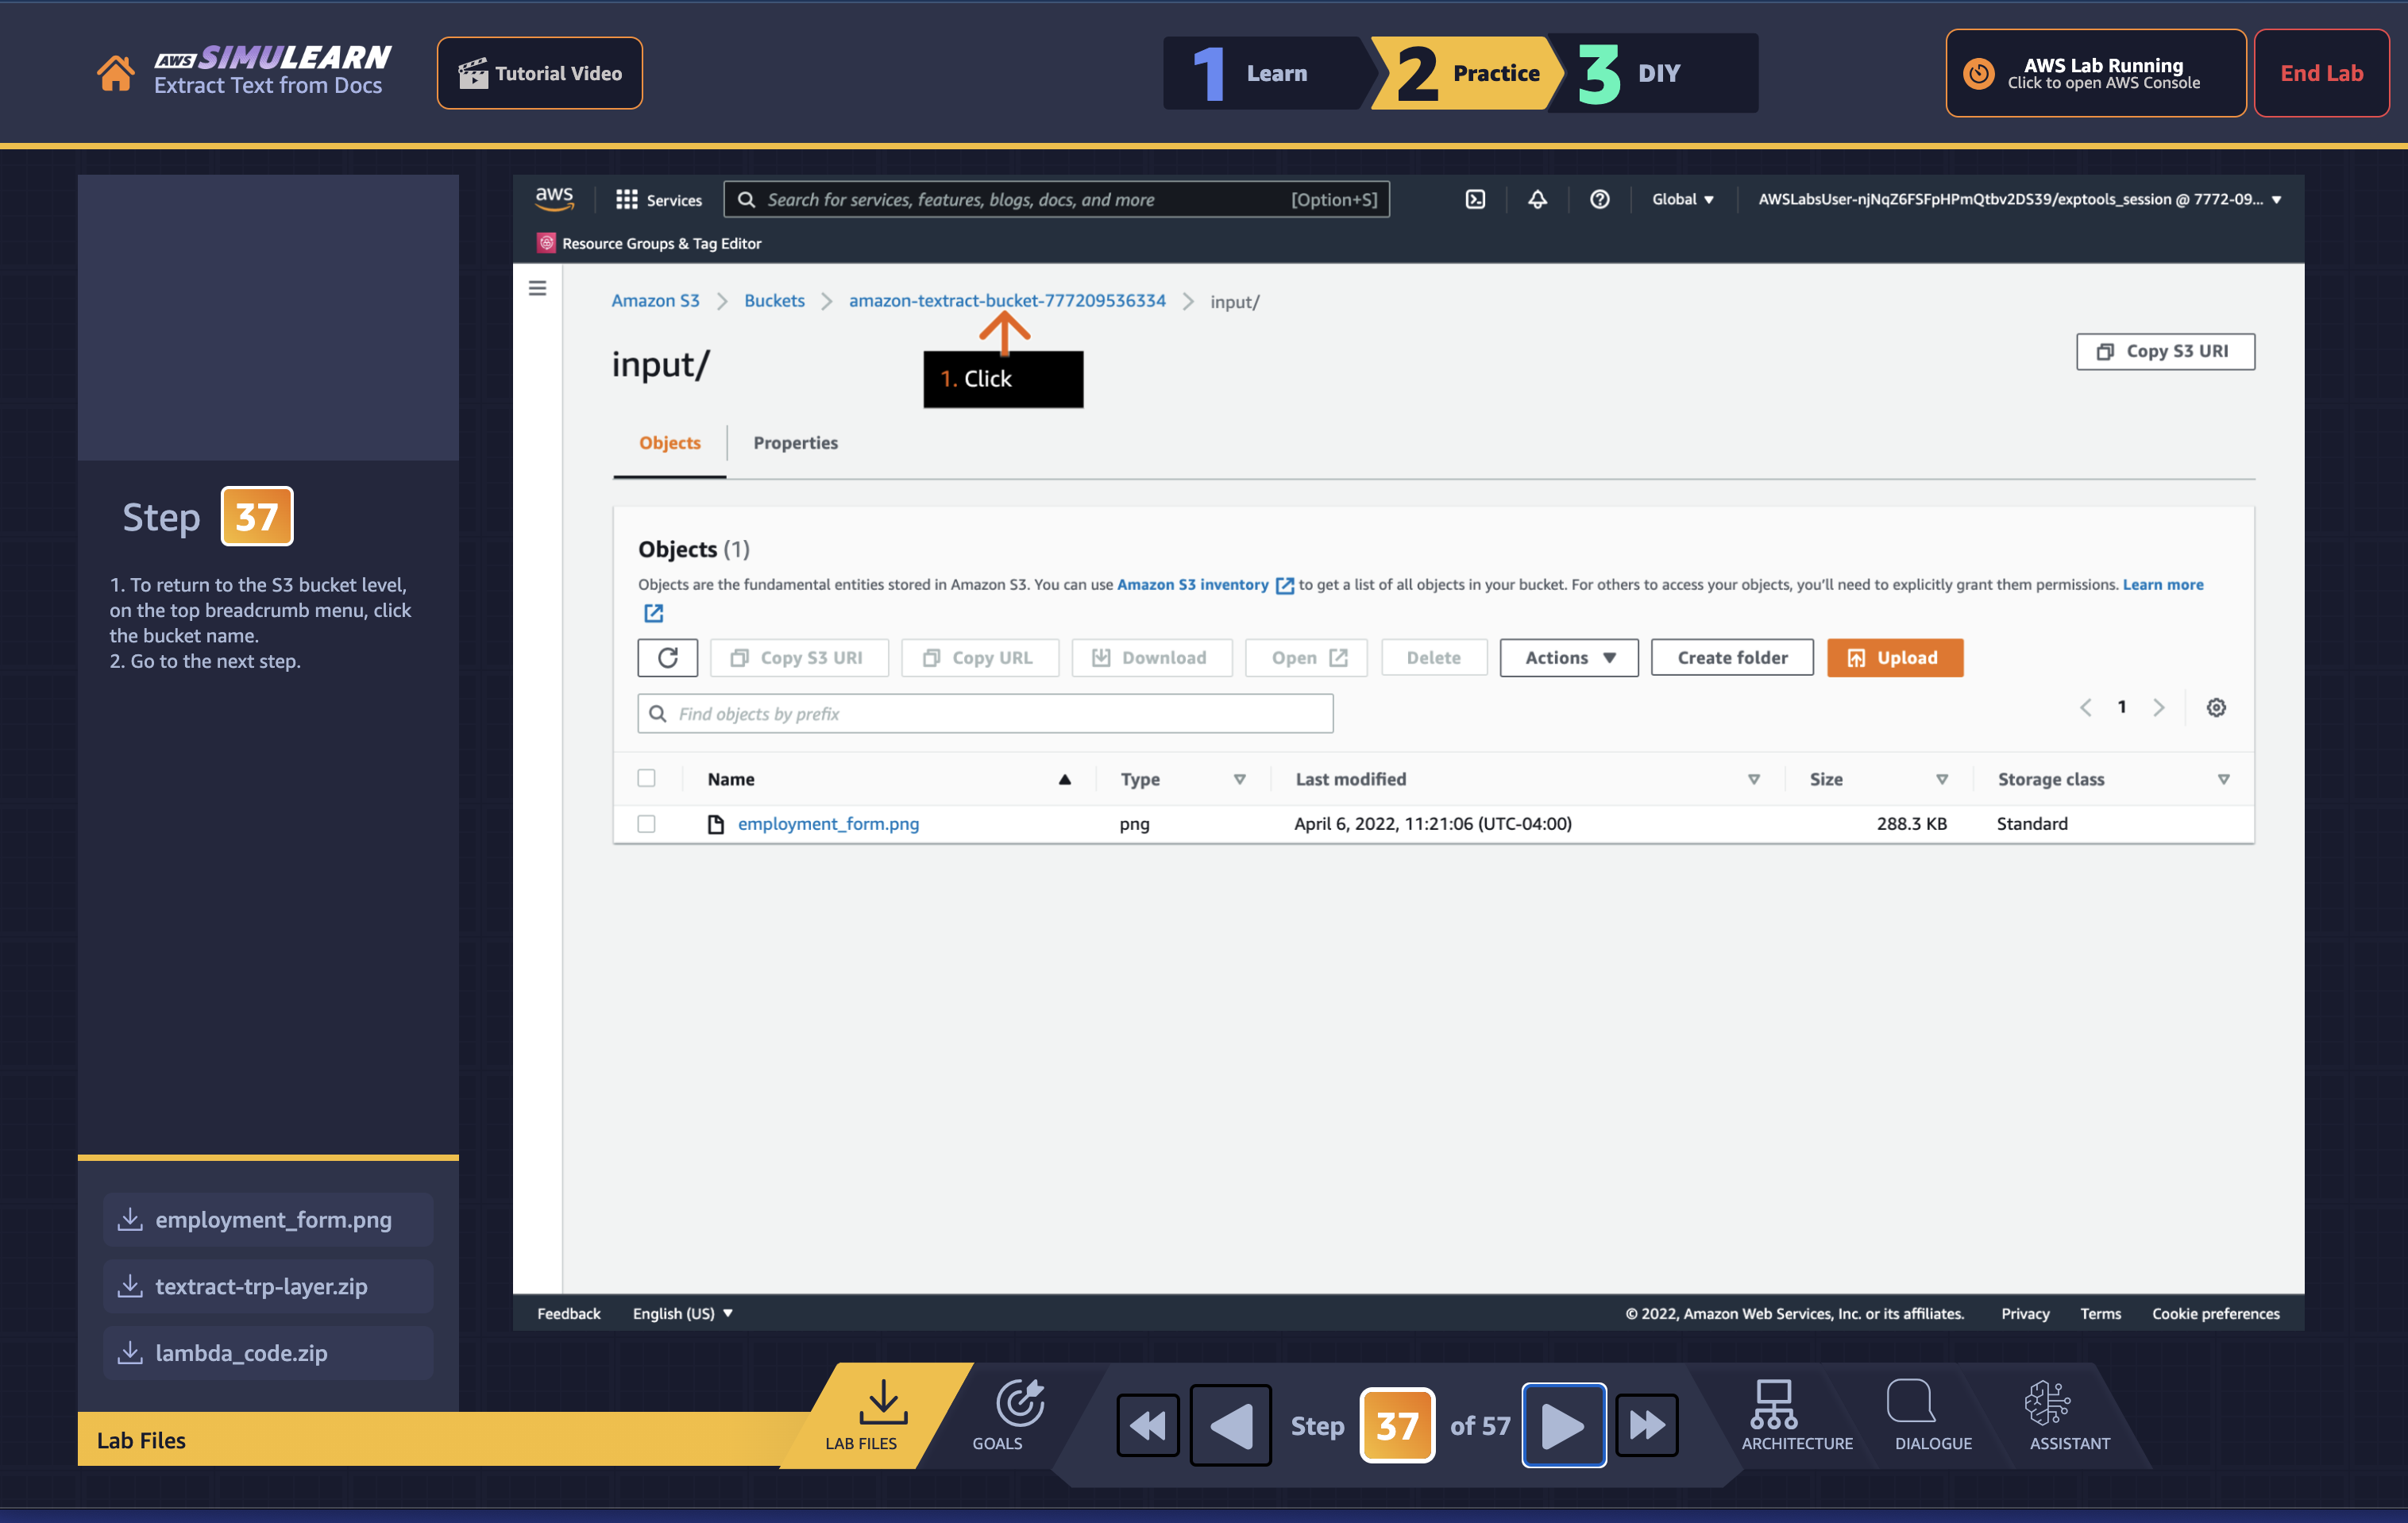 AWS SIMULEARN
Extract Text from Docs
Tutorial Video
1 Learn
2 Practice
3 DIY
AWS Lab Running
Click to open AWS Console
End Lab
Step 37
1. To return to the S3 bucket level,
on the top breadcrumb menu, click
the bucket name.
2. Go to the next step.
employment_form.png
textract-trp-layer.zip
lambda_code.zip
Lab Files
aws
Services
Search for services, features, blogs, docs, and more [Option+S]
Global
AWSLabsUser-njNqZ6FSFpHPmQtbv2DS39/exptools_session @ 7772-09...
Resource Groups & Tag Editor
Amazon S3 > Buckets > amazon-textract-bucket-777209536334 > input/
input/
1. Click
Copy S3 URI
Objects
Properties
Objects (1)
Objects are the fundamental entities stored in Amazon S3. You can use Amazon S3 inventory to get a list of all objects in your bucket. For others to access your objects, you'll need to explicitly grant them permissions. Learn more
Copy S3 URI
Copy URL
Download
Open
Delete
Actions
Create folder
Upload
Find objects by prefix
1
Name Type Last modified Size Storage class
employment_form.png png April 6, 2022, 11:21:06 (UTC-04:00) 288.3 KB Standard
Feedback
English (US)
© 2022, Amazon Web Services, Inc. or its affiliates.
Privacy
Terms
Cookie preferences
LAB FILES
GOALS
Step 37 of 57
ARCHITECTURE
DIALOGUE
ASSISTANT